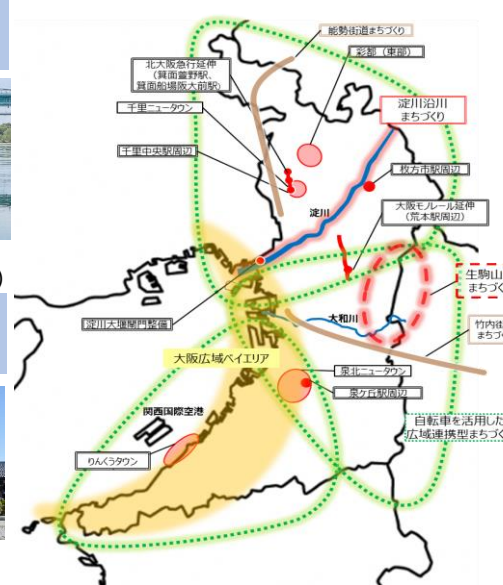 能勢街道まちづくり
彩都（東部）
北大阪急行延伸
（箕面萱野駅、
箕面船場阪大前駅）
千里ニュータウン
千里中央駅周辺
淀川沿川
まちづくり
枚方市駅周辺
淀川
大阪モノレール延伸
（荒本駅周辺）
生駒山
まちづく
淀川大堰閘門整備
大和川
竹内街
まちづく
大阪広域ベイエリア
泉北ニュータウン
泉ケ丘駅周辺
関西国際空港
りんくうタウン
自転車を活用した
広域連携型まちづく